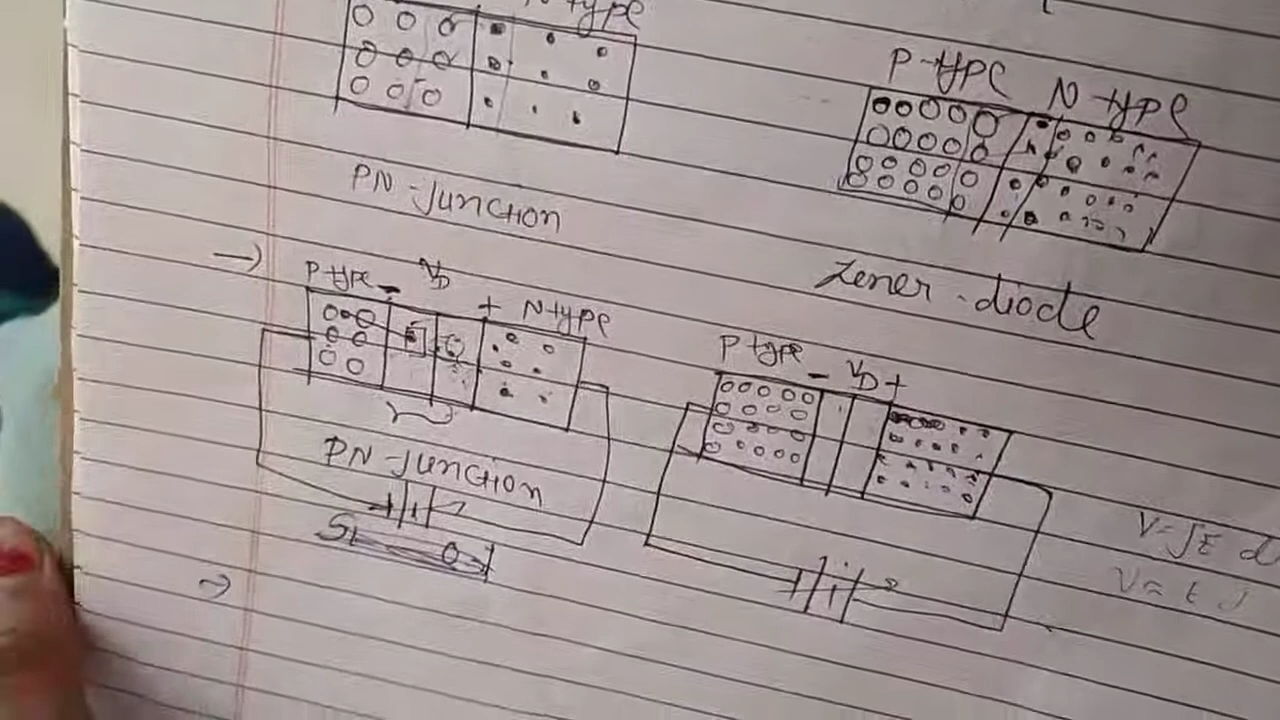 N-type
P-type N-type
PN-Junction
Zener-diode
→ P type - VD + N-type
P type - VD +
PN-Junction
V=∫E d